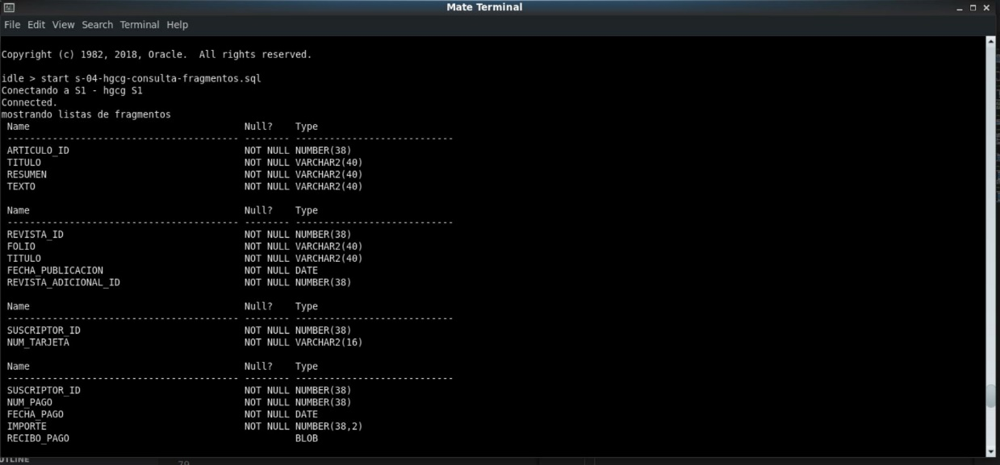 Mate Terminal
File Edit View Search Terminal Help
Copyright (c) 1982, 2018, Oracle.  All rights reserved.
idle > start s-04-hgcg-consulta-fragmentos.sql
Conectando a S1 - hgcg S1
Connected.
mostrando listas de fragmentos
Name Null? Type
----------------------------------------- -------- ----------------------------
ARTICULO_ID NOT NULL NUMBER(38)
TITULO NOT NULL VARCHAR2(40)
RESUMEN NOT NULL VARCHAR2(40)
TEXTO NOT NULL VARCHAR2(40)
Name Null? Type
----------------------------------------- -------- ----------------------------
REVISTA_ID NOT NULL NUMBER(38)
FOLIO NOT NULL VARCHAR2(40)
TITULO NOT NULL VARCHAR2(40)
FECHA_PUBLICACION NOT NULL DATE
REVISTA_ADICIONAL_ID NOT NULL NUMBER(38)
Name Null? Type
----------------------------------------- -------- ----------------------------
SUSCRIPTOR_ID NOT NULL NUMBER(38)
NUM_TARJETA NOT NULL VARCHAR2(16)
Name Null? Type
----------------------------------------- -------- ----------------------------
SUSCRIPTOR_ID NOT NULL NUMBER(38)
NUM_PAGO NOT NULL NUMBER(38)
FECHA_PAGO NOT NULL DATE
IMPORTE NOT NULL NUMBER(38,2)
RECIBO_PAGO BLOB